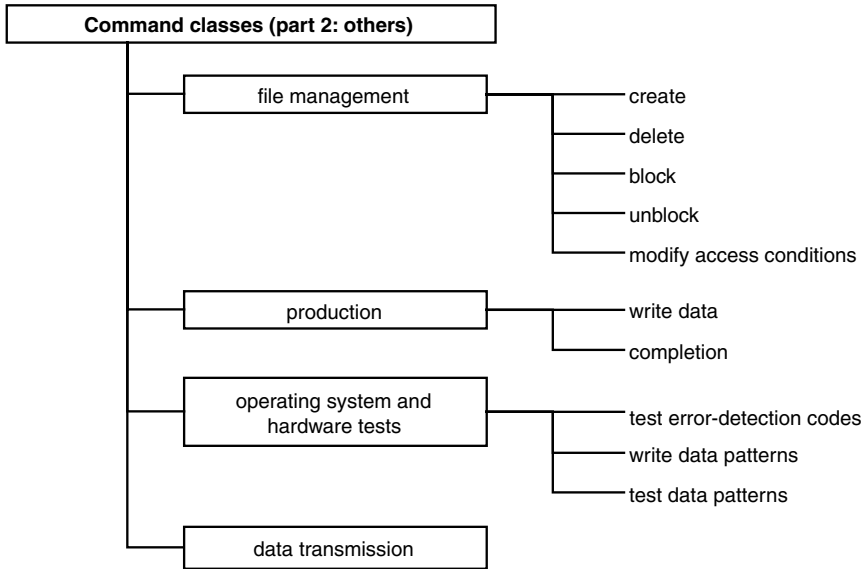 Command classes (part 2: others)
file management
create
delete
block
unblock
modify access conditions
production
write data
completion
operating system and
hardware tests
test error-detection codes
write data patterns
test data patterns
data transmission